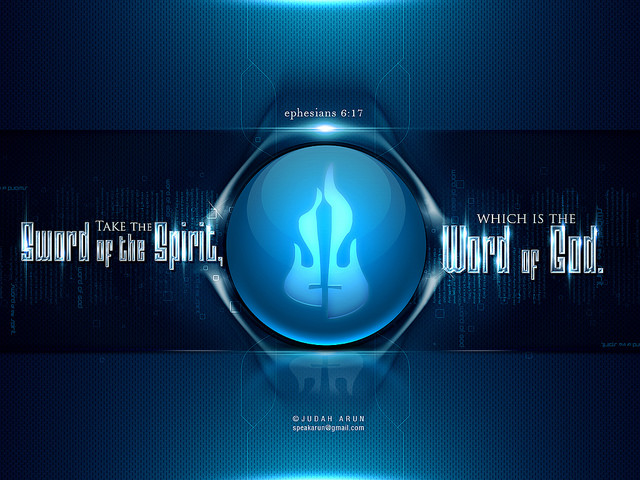 ephesians 6:17
TAKE THE
Sword of the Spirit,
WHICH IS THE
Word of God.
©JUDAH ARUN
speakarun@gmail.com